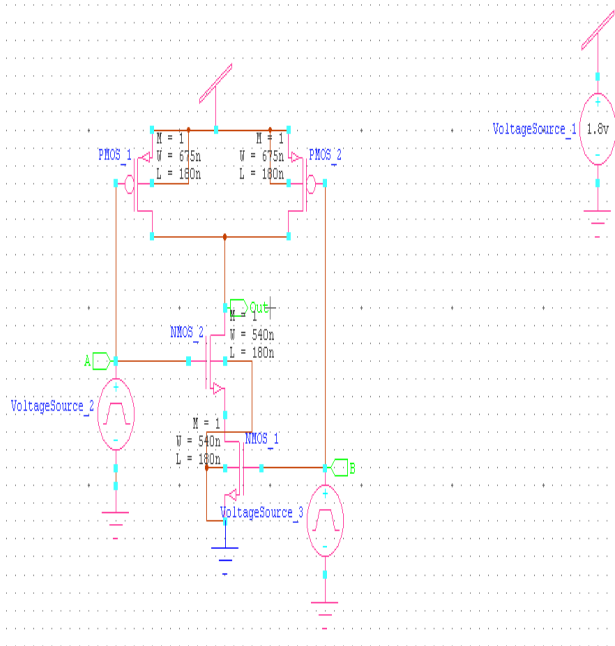 VoltageSource_1
1.8v
PMOS_1
M = 1
W = 675n
L = 180n
M = 1
W = 675n
L = 180n
PMOS_2
Out
M = 1
W = 540n
L = 180n
NMOS_2
A
VoltageSource_2
M = 1
W = 540n
L = 180n
NMOS_1
B
VoltageSource_3